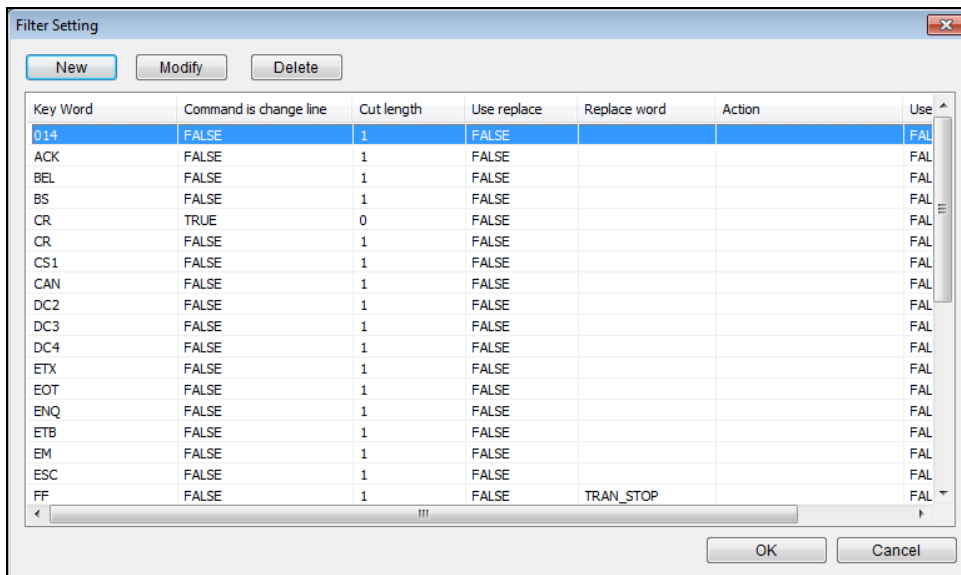 Filter Setting
New Modify Delete
Key Word Command is change line Cut length Use replace Replace word Action Use
014 FALSE 1 FALSE FAL
ACK FALSE 1 FALSE FAL
BEL FALSE 1 FALSE FAL
BS FALSE 1 FALSE FAL
CR TRUE 0 FALSE FAL
CR FALSE 1 FALSE FAL
CS1 FALSE 1 FALSE FAL
CAN FALSE 1 FALSE FAL
DC2 FALSE 1 FALSE FAL
DC3 FALSE 1 FALSE FAL
DC4 FALSE 1 FALSE FAL
ETX FALSE 1 FALSE FAL
EOT FALSE 1 FALSE FAL
ENQ FALSE 1 FALSE FAL
ETB FALSE 1 FALSE FAL
EM FALSE 1 FALSE FAL
ESC FALSE 1 FALSE FAL
FF FALSE 1 FALSE TRAN_STOP FAL
OK Cancel